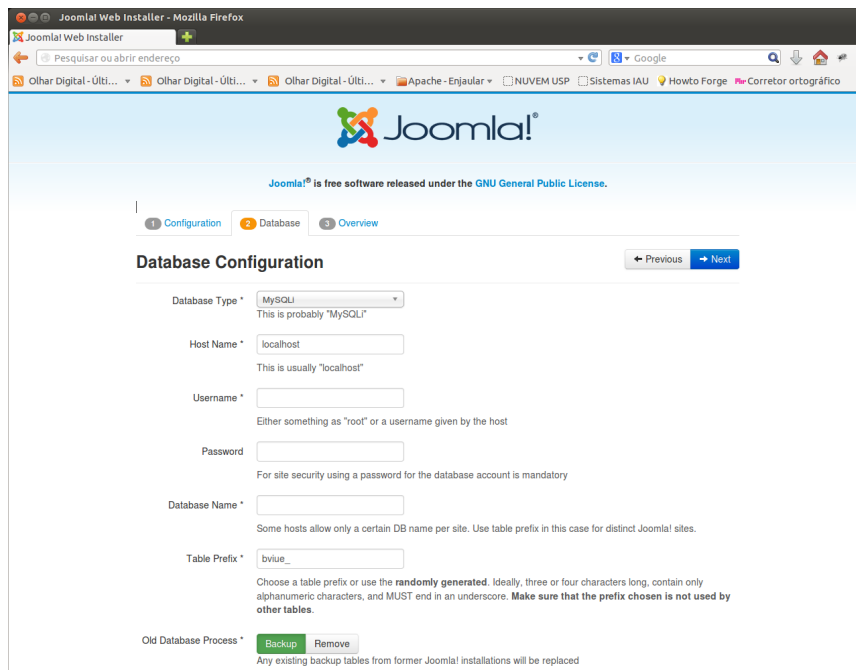 Joomla! Web Installer - Mozilla Firefox
Joomla! Web Installer
Pesquisar ou abrir endereço
Google
Olhar Digital - Últi...
Olhar Digital - Últi...
Olhar Digital - Últi...
Apache - Enjaular
NUVEM USP
Sistemas IAU
Howto Forge
Corretor ortográfico
Joomla!®
Joomla!® is free software released under the GNU General Public License.
1 Configuration
2 Database
3 Overview
Database Configuration
Previous
Next
Database Type *
MySQLi
This is probably "MySQLi"
Host Name *
localhost
This is usually "localhost"
Username *
Either something as "root" or a username given by the host
Password
For site security using a password for the database account is mandatory
Database Name *
Some hosts allow only a certain DB name per site. Use table prefix in this case for distinct Joomla! sites.
Table Prefix *
bviue_
Choose a table prefix or use the randomly generated. Ideally, three or four characters long, contain only
alphanumeric characters, and MUST end in an underscore. Make sure that the prefix chosen is not used by
other tables.
Old Database Process *
Backup
Remove
Any existing backup tables from former Joomla! installations will be replaced